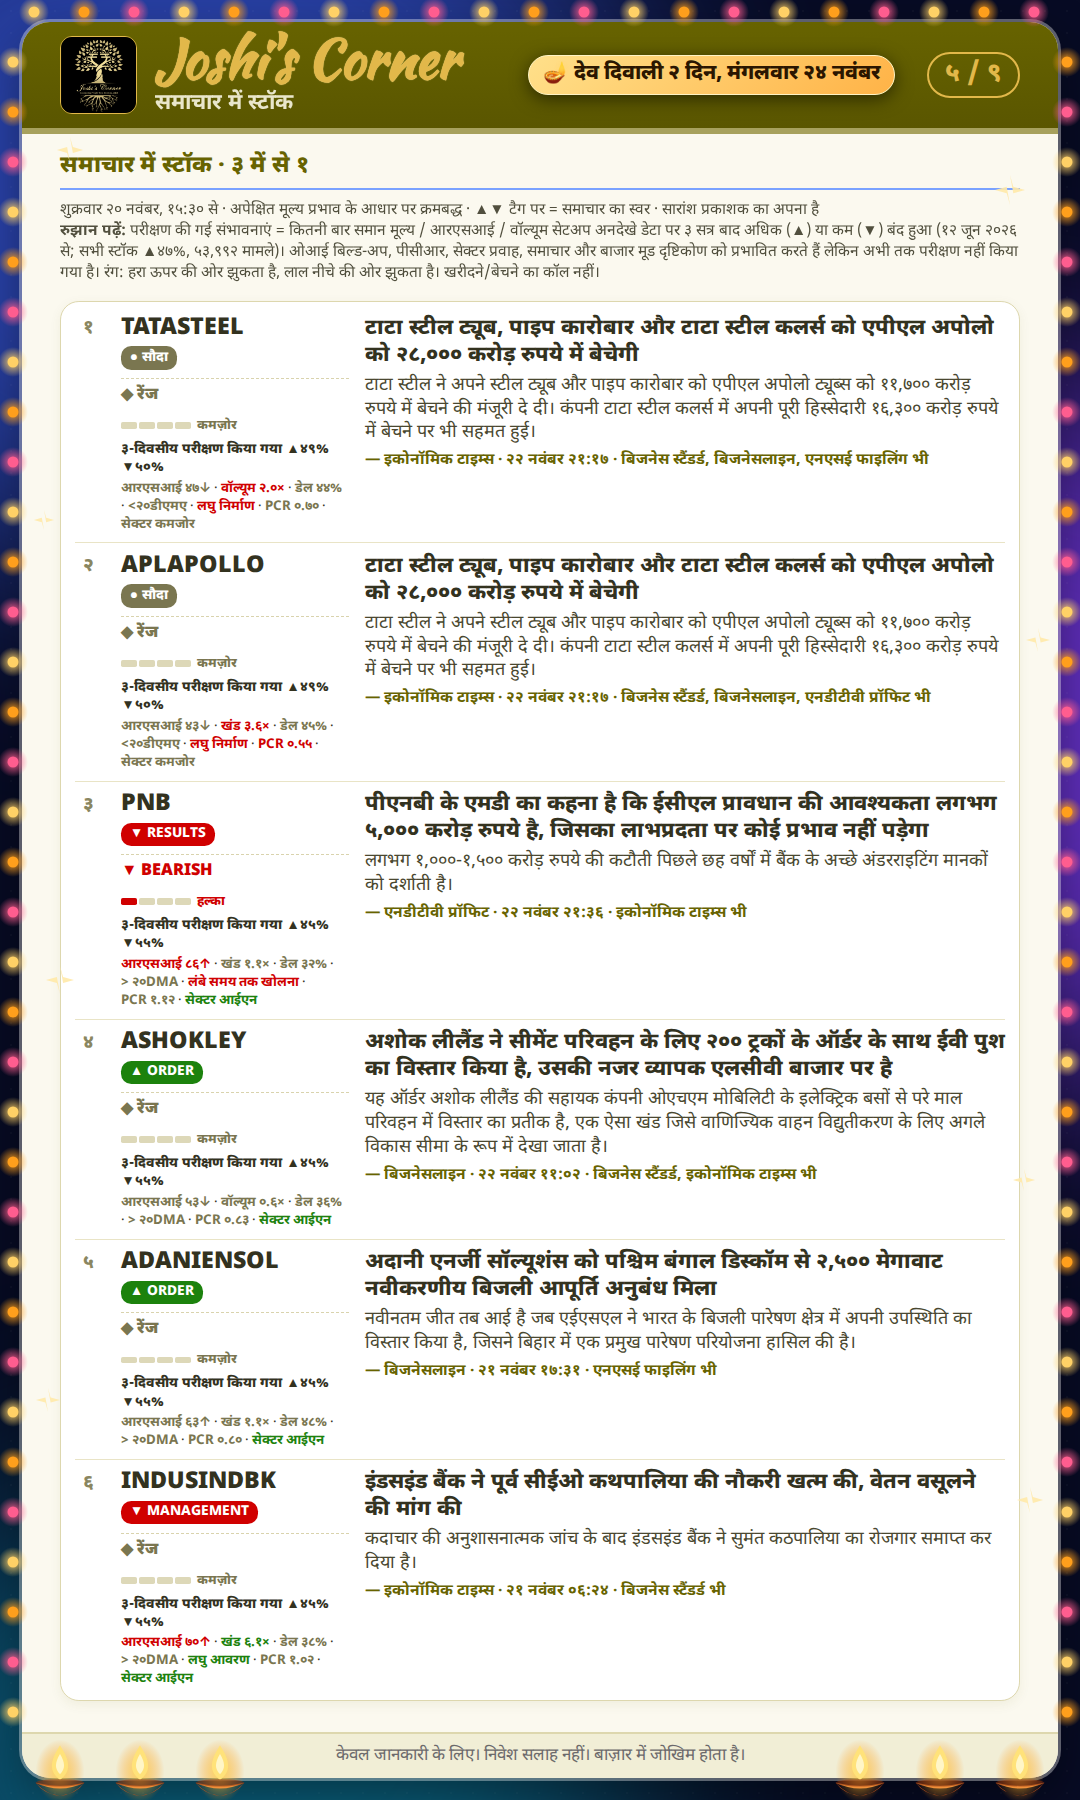 Joshi's Corner
समाचार में स्टॉक
🪔 देव दिवाली २ दिन, मंगलवार २४ नवंबर
५ / ९
Joshi's Corner
समाचार में स्टॉक · ३ में से १
शुक्रवार २० नवंबर, १५:३० से · अपेक्षित मूल्य प्रभाव के आधार पर क्रमबद्ध · ▲▼ टैग पर = समाचार का स्वर · सारांश प्रकाशक का अपना है
रुझान पढ़ें: परीक्षण की गई संभावनाएं = कितनी बार समान मूल्य / आरएसआई / वॉल्यूम सेटअप अनदेखे डेटा पर ३ सत्र बाद अधिक (▲) या कम (▼) बंद हुआ (१२ जून २०२६
से; सभी स्टॉक ▲४७%, ५३,९९२ मामले)। ओआई बिल्ड-अप, पीसीआर, सेक्टर प्रवाह, समाचार और बाजार मूड दृष्टिकोण को प्रभावित करते हैं लेकिन अभी तक परीक्षण नहीं किया
गया है। रंग: हरा ऊपर की ओर झुकता है, लाल नीचे की ओर झुकता है। खरीदने/बेचने का कॉल नहीं।
१
TATASTEEL
● सौदा
◆ रेंज
कमज़ोर
३-दिवसीय परीक्षण किया गया ▲४९%
▼५०%
आरएसआई ४७↓ · वॉल्यूम २.०× · डेल ४४%
· <२०डीएमए · लघु निर्माण · PCR ०.७० ·
सेक्टर कमजोर
टाटा स्टील ट्यूब, पाइप कारोबार और टाटा स्टील कलर्स को एपीएल अपोलो
को २८,००० करोड़ रुपये में बेचेगी
टाटा स्टील ने अपने स्टील ट्यूब और पाइप कारोबार को एपीएल अपोलो ट्यूब्स को ११,७०० करोड़
रुपये में बेचने की मंजूरी दे दी। कंपनी टाटा स्टील कलर्स में अपनी पूरी हिस्सेदारी १६,३०० करोड़ रुपये
में बेचने पर भी सहमत हुई।
— इकोनॉमिक टाइम्स · २२ नवंबर २१:१७ · बिजनेस स्टैंडर्ड, बिजनेसलाइन, एनएसई फाइलिंग भी
२
APLAPOLLO
● सौदा
◆ रेंज
कमज़ोर
३-दिवसीय परीक्षण किया गया ▲४९%
▼५०%
आरएसआई ४३↓ · खंड ३.६× · डेल ४५% ·
<२०डीएमए · लघु निर्माण · PCR ०.५५ ·
सेक्टर कमजोर
टाटा स्टील ट्यूब, पाइप कारोबार और टाटा स्टील कलर्स को एपीएल अपोलो
को २८,००० करोड़ रुपये में बेचेगी
टाटा स्टील ने अपने स्टील ट्यूब और पाइप कारोबार को एपीएल अपोलो ट्यूब्स को ११,७०० करोड़
रुपये में बेचने की मंजूरी दे दी। कंपनी टाटा स्टील कलर्स में अपनी पूरी हिस्सेदारी १६,३०० करोड़ रुपये
में बेचने पर भी सहमत हुई।
— इकोनॉमिक टाइम्स · २२ नवंबर २१:१७ · बिजनेस स्टैंडर्ड, बिजनेसलाइन, एनडीटीवी प्रॉफिट भी
३
PNB
▼ RESULTS
▼ BEARISH
हल्का
३-दिवसीय परीक्षण किया गया ▲४५%
▼५५%
आरएसआई ८६↑ · खंड १.१× · डेल ३२% ·
> २०DMA · लंबे समय तक खोलना ·
PCR १.१२ · सेक्टर आईएन
पीएनबी के एमडी का कहना है कि ईसीएल प्रावधान की आवश्यकता लगभग
५,००० करोड़ रुपये है, जिसका लाभप्रदता पर कोई प्रभाव नहीं पड़ेगा
लगभग १,०००-१,५०० करोड़ रुपये की कटौती पिछले छह वर्षों में बैंक के अच्छे अंडरराइटिंग मानकों
को दर्शाती है।
— एनडीटीवी प्रॉफिट · २२ नवंबर २१:३६ · इकोनॉमिक टाइम्स भी
४
ASHOKLEY
▲ ORDER
◆ रेंज
कमज़ोर
३-दिवसीय परीक्षण किया गया ▲४५%
▼५५%
आरएसआई ५३↓ · वॉल्यूम ०.६× · डेल ३६%
· > २०DMA · PCR ०.८३ · सेक्टर आईएन
अशोक लीलैंड ने सीमेंट परिवहन के लिए २०० ट्रकों के ऑर्डर के साथ ईवी पुश
का विस्तार किया है, उसकी नजर व्यापक एलसीवी बाजार पर है
यह ऑर्डर अशोक लीलैंड की सहायक कंपनी ओएचएम मोबिलिटी के इलेक्ट्रिक बसों से परे माल
परिवहन में विस्तार का प्रतीक है, एक ऐसा खंड जिसे वाणिज्यिक वाहन विद्युतीकरण के लिए अगले
विकास सीमा के रूप में देखा जाता है।
— बिजनेसलाइन · २२ नवंबर ११:०२ · बिजनेस स्टैंडर्ड, इकोनॉमिक टाइम्स भी
५
ADANIENSOL
▲ ORDER
◆ रेंज
कमज़ोर
३-दिवसीय परीक्षण किया गया ▲४५%
▼५५%
आरएसआई ६३↑ · खंड १.१× · डेल ४८% ·
> २०DMA · PCR ०.८० · सेक्टर आईएन
अदानी एनर्जी सॉल्यूशंस को पश्चिम बंगाल डिस्कॉम से २,५०० मेगावाट
नवीकरणीय बिजली आपूर्ति अनुबंध मिला
नवीनतम जीत तब आई है जब एईएसएल ने भारत के बिजली पारेषण क्षेत्र में अपनी उपस्थिति का
विस्तार किया है, जिसने बिहार में एक प्रमुख पारेषण परियोजना हासिल की है।
— बिजनेसलाइन · २१ नवंबर १७:३१ · एनएसई फाइलिंग भी
६
INDUSINDBK
▼ MANAGEMENT
◆ रेंज
कमज़ोर
३-दिवसीय परीक्षण किया गया ▲४५%
▼५५%
आरएसआई ७०↑ · खंड ६.१× · डेल ३८% ·
> २०DMA · लघु आवरण · PCR १.०२ ·
सेक्टर आईएन
इंडसइंड बैंक ने पूर्व सीईओ कथपालिया की नौकरी खत्म की, वेतन वसूलने
की मांग की
कदाचार की अनुशासनात्मक जांच के बाद इंडसइंड बैंक ने सुमंत कठपालिया का रोजगार समाप्त कर
दिया है।
— इकोनॉमिक टाइम्स · २१ नवंबर ०६:२४ · बिजनेस स्टैंडर्ड भी
केवल जानकारी के लिए। निवेश सलाह नहीं। बाज़ार में जोखिम होता है।